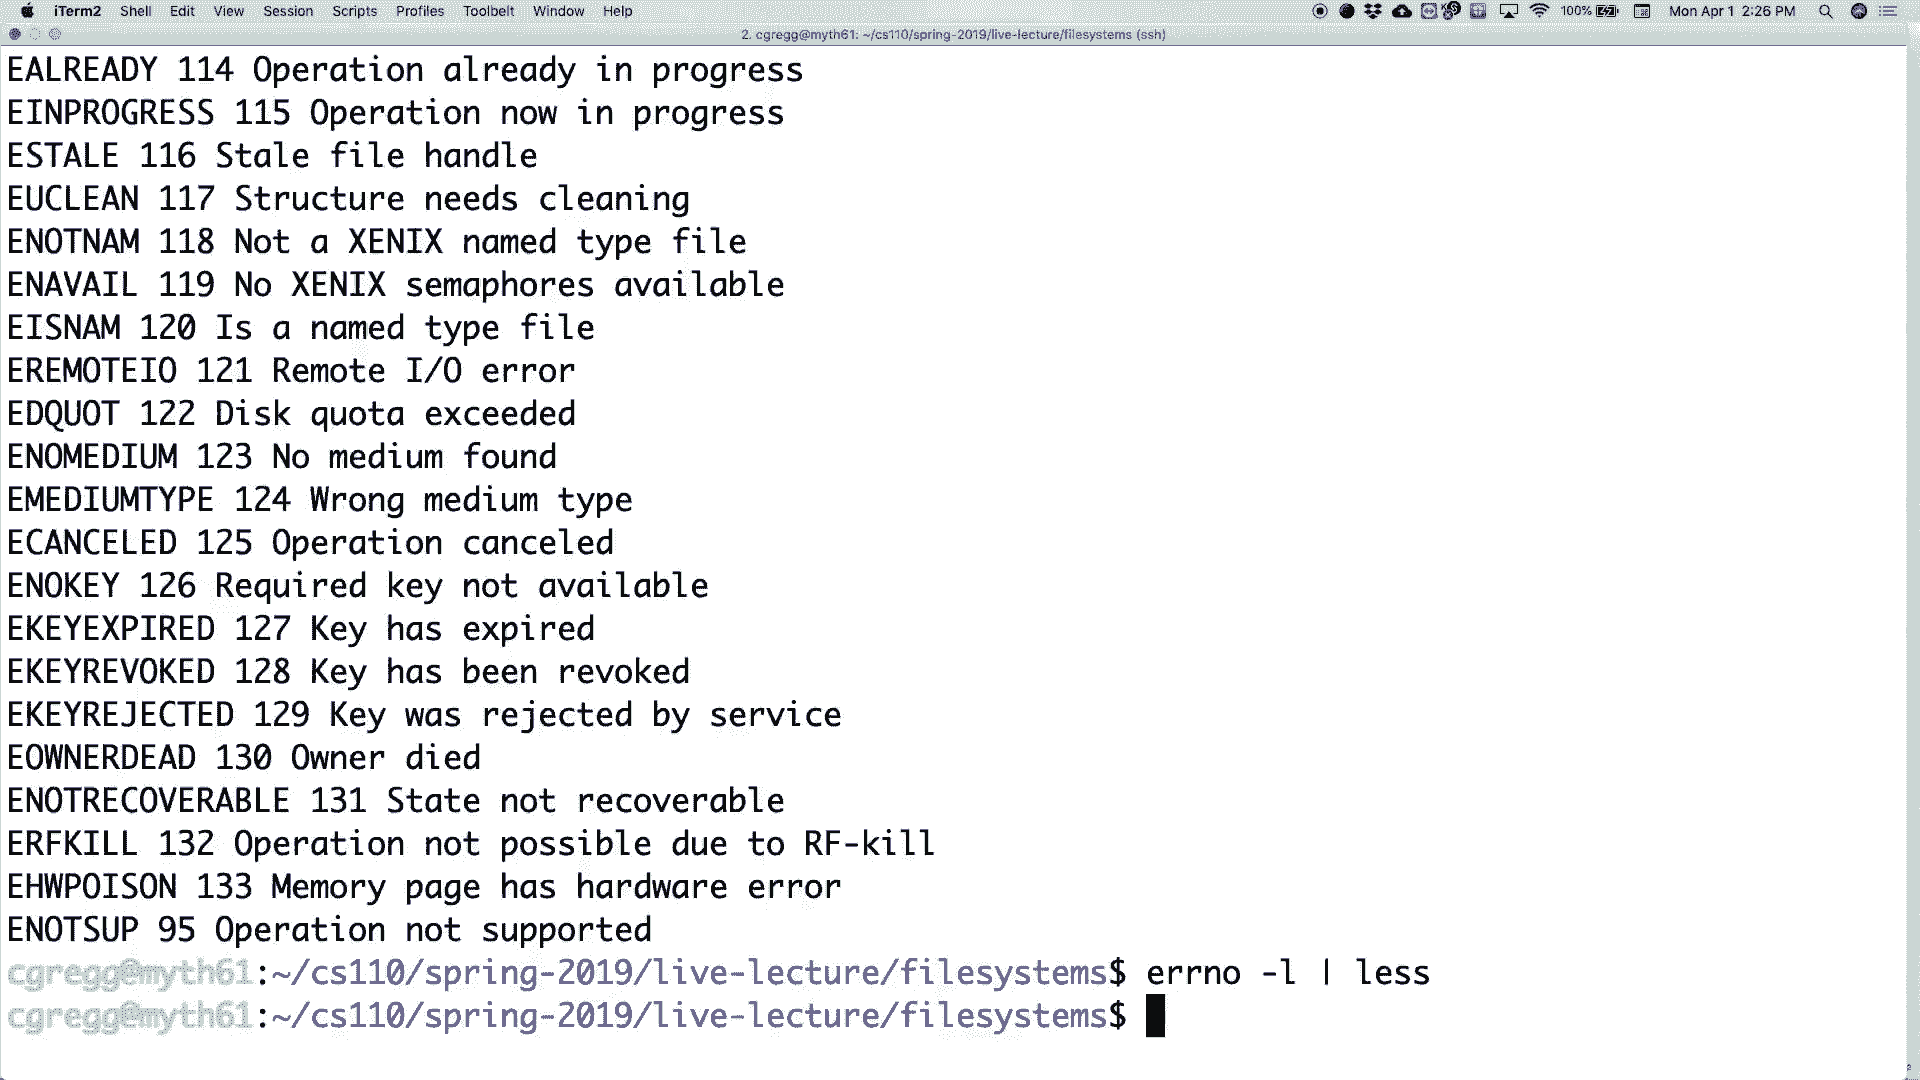 iTerm2 Shell Edit View Session Scripts Profiles Toolbelt Window Help 100% Mon Apr 1 2:26 PM
2. cgregg@myth61: ~/cs110/spring-2019/live-lecture/filesystems (ssh)
EALREADY 114 Operation already in progress
EINPROGRESS 115 Operation now in progress
ESTALE 116 Stale file handle
EUCLEAN 117 Structure needs cleaning
ENOTNAM 118 Not a XENIX named type file
ENAVAIL 119 No XENIX semaphores available
EISNAM 120 Is a named type file
EREMOTEIO 121 Remote I/O error
EDQUOT 122 Disk quota exceeded
ENOMEDIUM 123 No medium found
EMEDIUMTYPE 124 Wrong medium type
ECANCELED 125 Operation canceled
ENOKEY 126 Required key not available
EKEYEXPIRED 127 Key has expired
EKEYREVOKED 128 Key has been revoked
EKEYREJECTED 129 Key was rejected by service
EOWNERDEAD 130 Owner died
ENOTRECOVERABLE 131 State not recoverable
ERFKILL 132 Operation not possible due to RF-kill
EHWPOISON 133 Memory page has hardware error
ENOTSUP 95 Operation not supported
cgregg@myth61:~/cs110/spring-2019/live-lecture/filesystems$ errno -l | less
cgregg@myth61:~/cs110/spring-2019/live-lecture/filesystems$